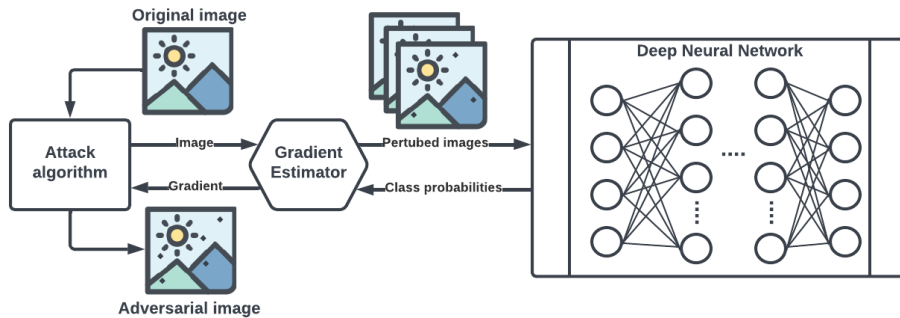 Original image
Deep Neural Network
Attack
algorithm
Image
Gradient
Gradient
Estimator
Pertubed images
Class probabilities
Adversarial image